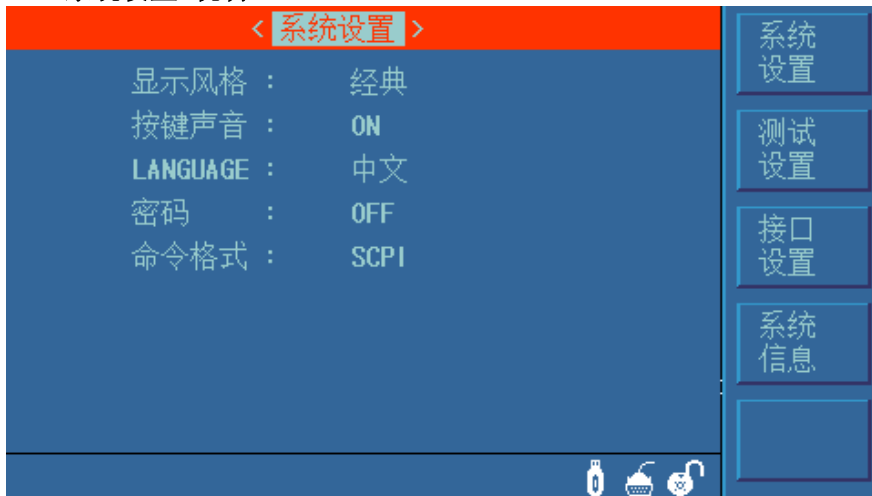 < 系统设置 >
显示风格 : 经典
按键声音 : ON
LANGUAGE : 中文
密码 : OFF
命令格式 : SCPI
系统
设置
测试
设置
接口
设置
系统
信息